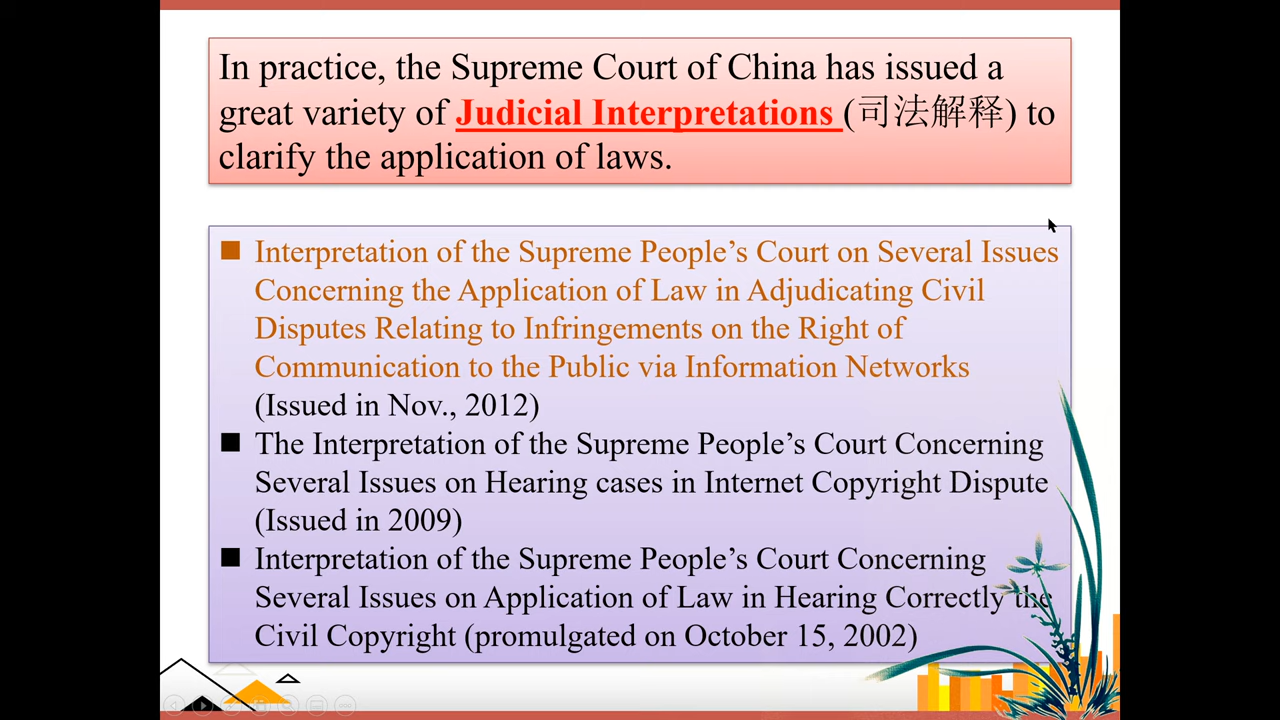 In practice, the Supreme Court of China has issued a
great variety of Judicial Interpretations (司法解释) to
clarify the application of laws.
■ Interpretation of the Supreme People’s Court on Several Issues
Concerning the Application of Law in Adjudicating Civil
Disputes Relating to Infringements on the Right of
Communication to the Public via Information Networks
(Issued in Nov., 2012)
■ The Interpretation of the Supreme People’s Court Concerning
Several Issues on Hearing cases in Internet Copyright Dispute
(Issued in 2009)
■ Interpretation of the Supreme People’s Court Concerning
Several Issues on Application of Law in Hearing Correctly the
Civil Copyright (promulgated on October 15, 2002)